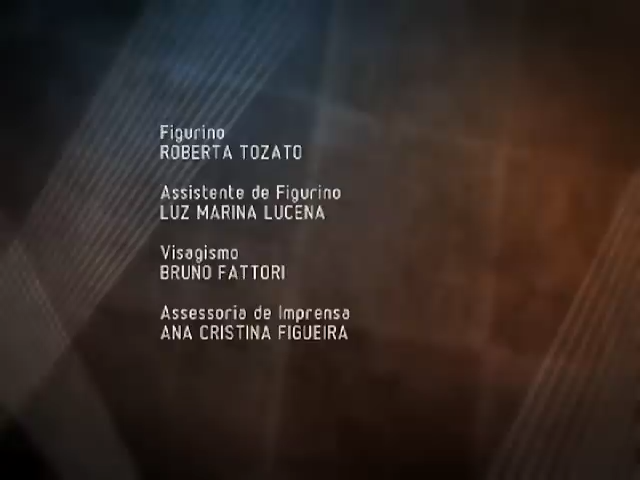 Figurino
ROBERTA TOZATO
Assistente de Figurino
LUZ MARINA LUCENA
Visagismo
BRUNO FATTORI
Assessoria de Imprensa
ANA CRISTINA FIGUEIRA